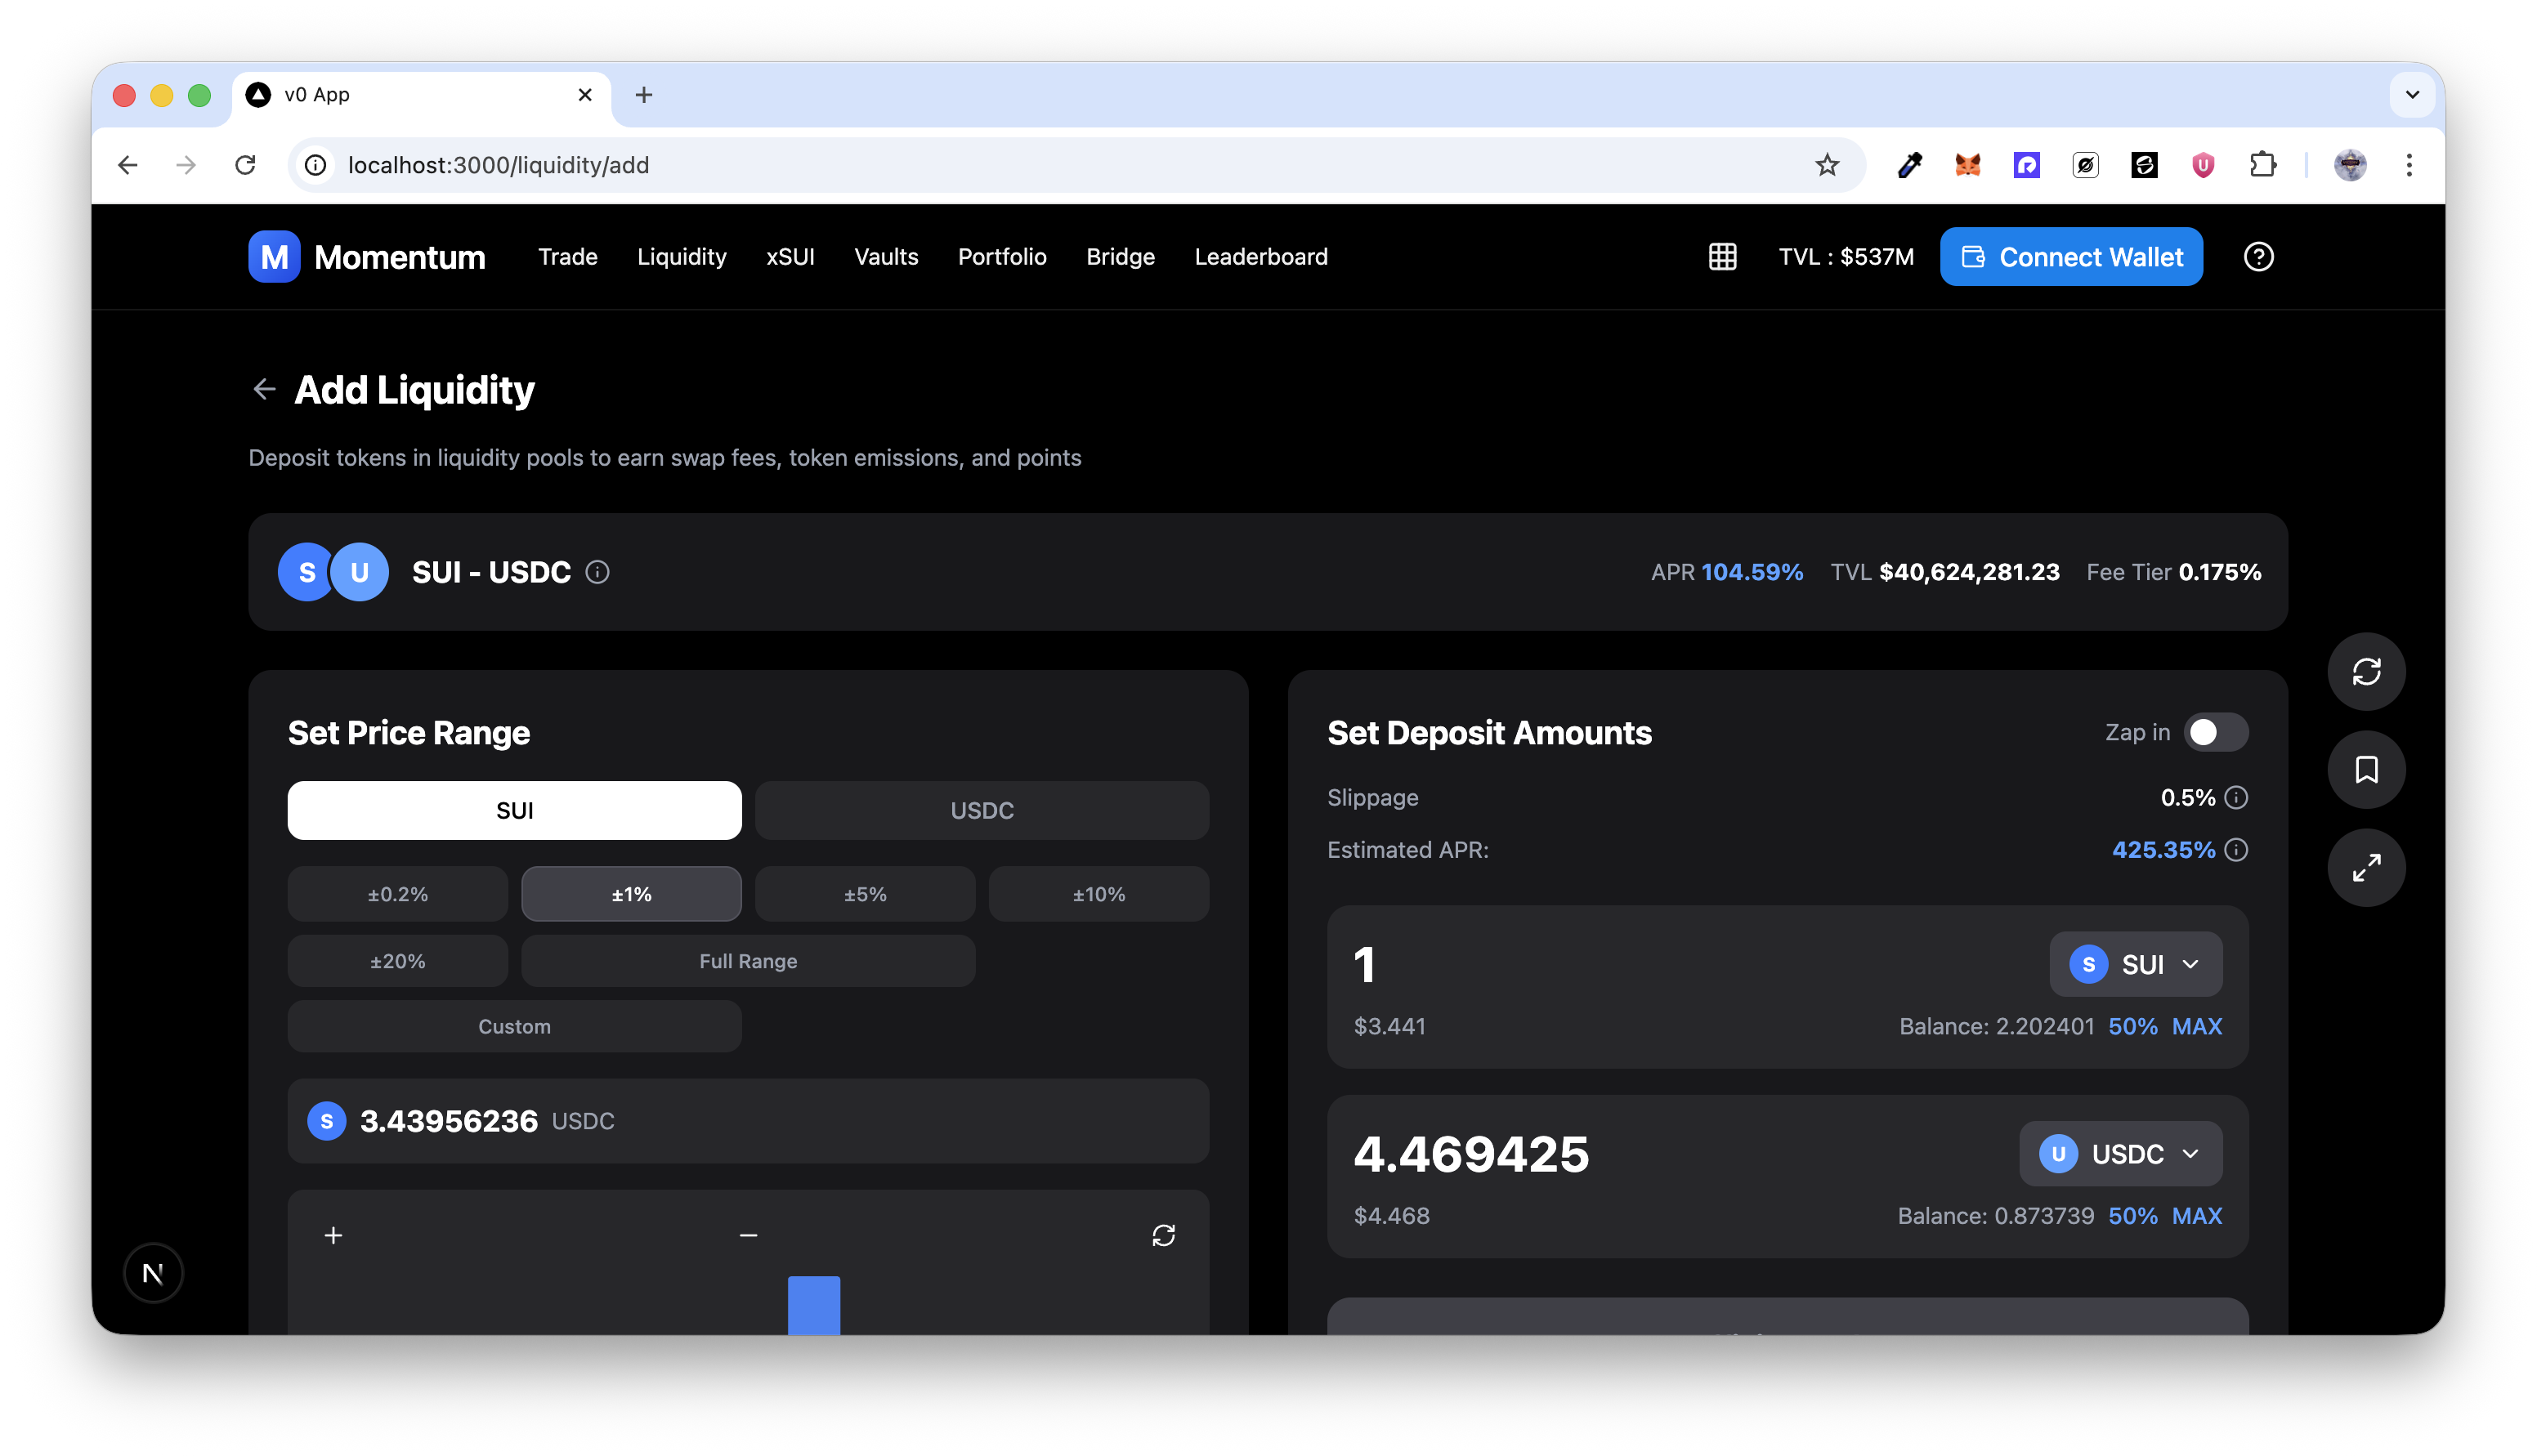 v0 App
localhost:3000/liquidity/add
M Momentum Trade Liquidity xSUI Vaults Portfolio Bridge Leaderboard TVL : $537M Connect Wallet
Add Liquidity
Deposit tokens in liquidity pools to earn swap fees, token emissions, and points
S U SUI - USDC APR 104.59% TVL $40,624,281.23 Fee Tier 0.175%
Set Price Range
SUI USDC
±0.2% ±1% ±5% ±10%
±20% Full Range
Custom
S 3.43956236 USDC
Set Deposit Amounts Zap in
Slippage 0.5%
Estimated APR: 425.35%
1 S SUI
$3.441 Balance: 2.202401 50% MAX
4.469425 U USDC
$4.468 Balance: 0.873739 50% MAX
N